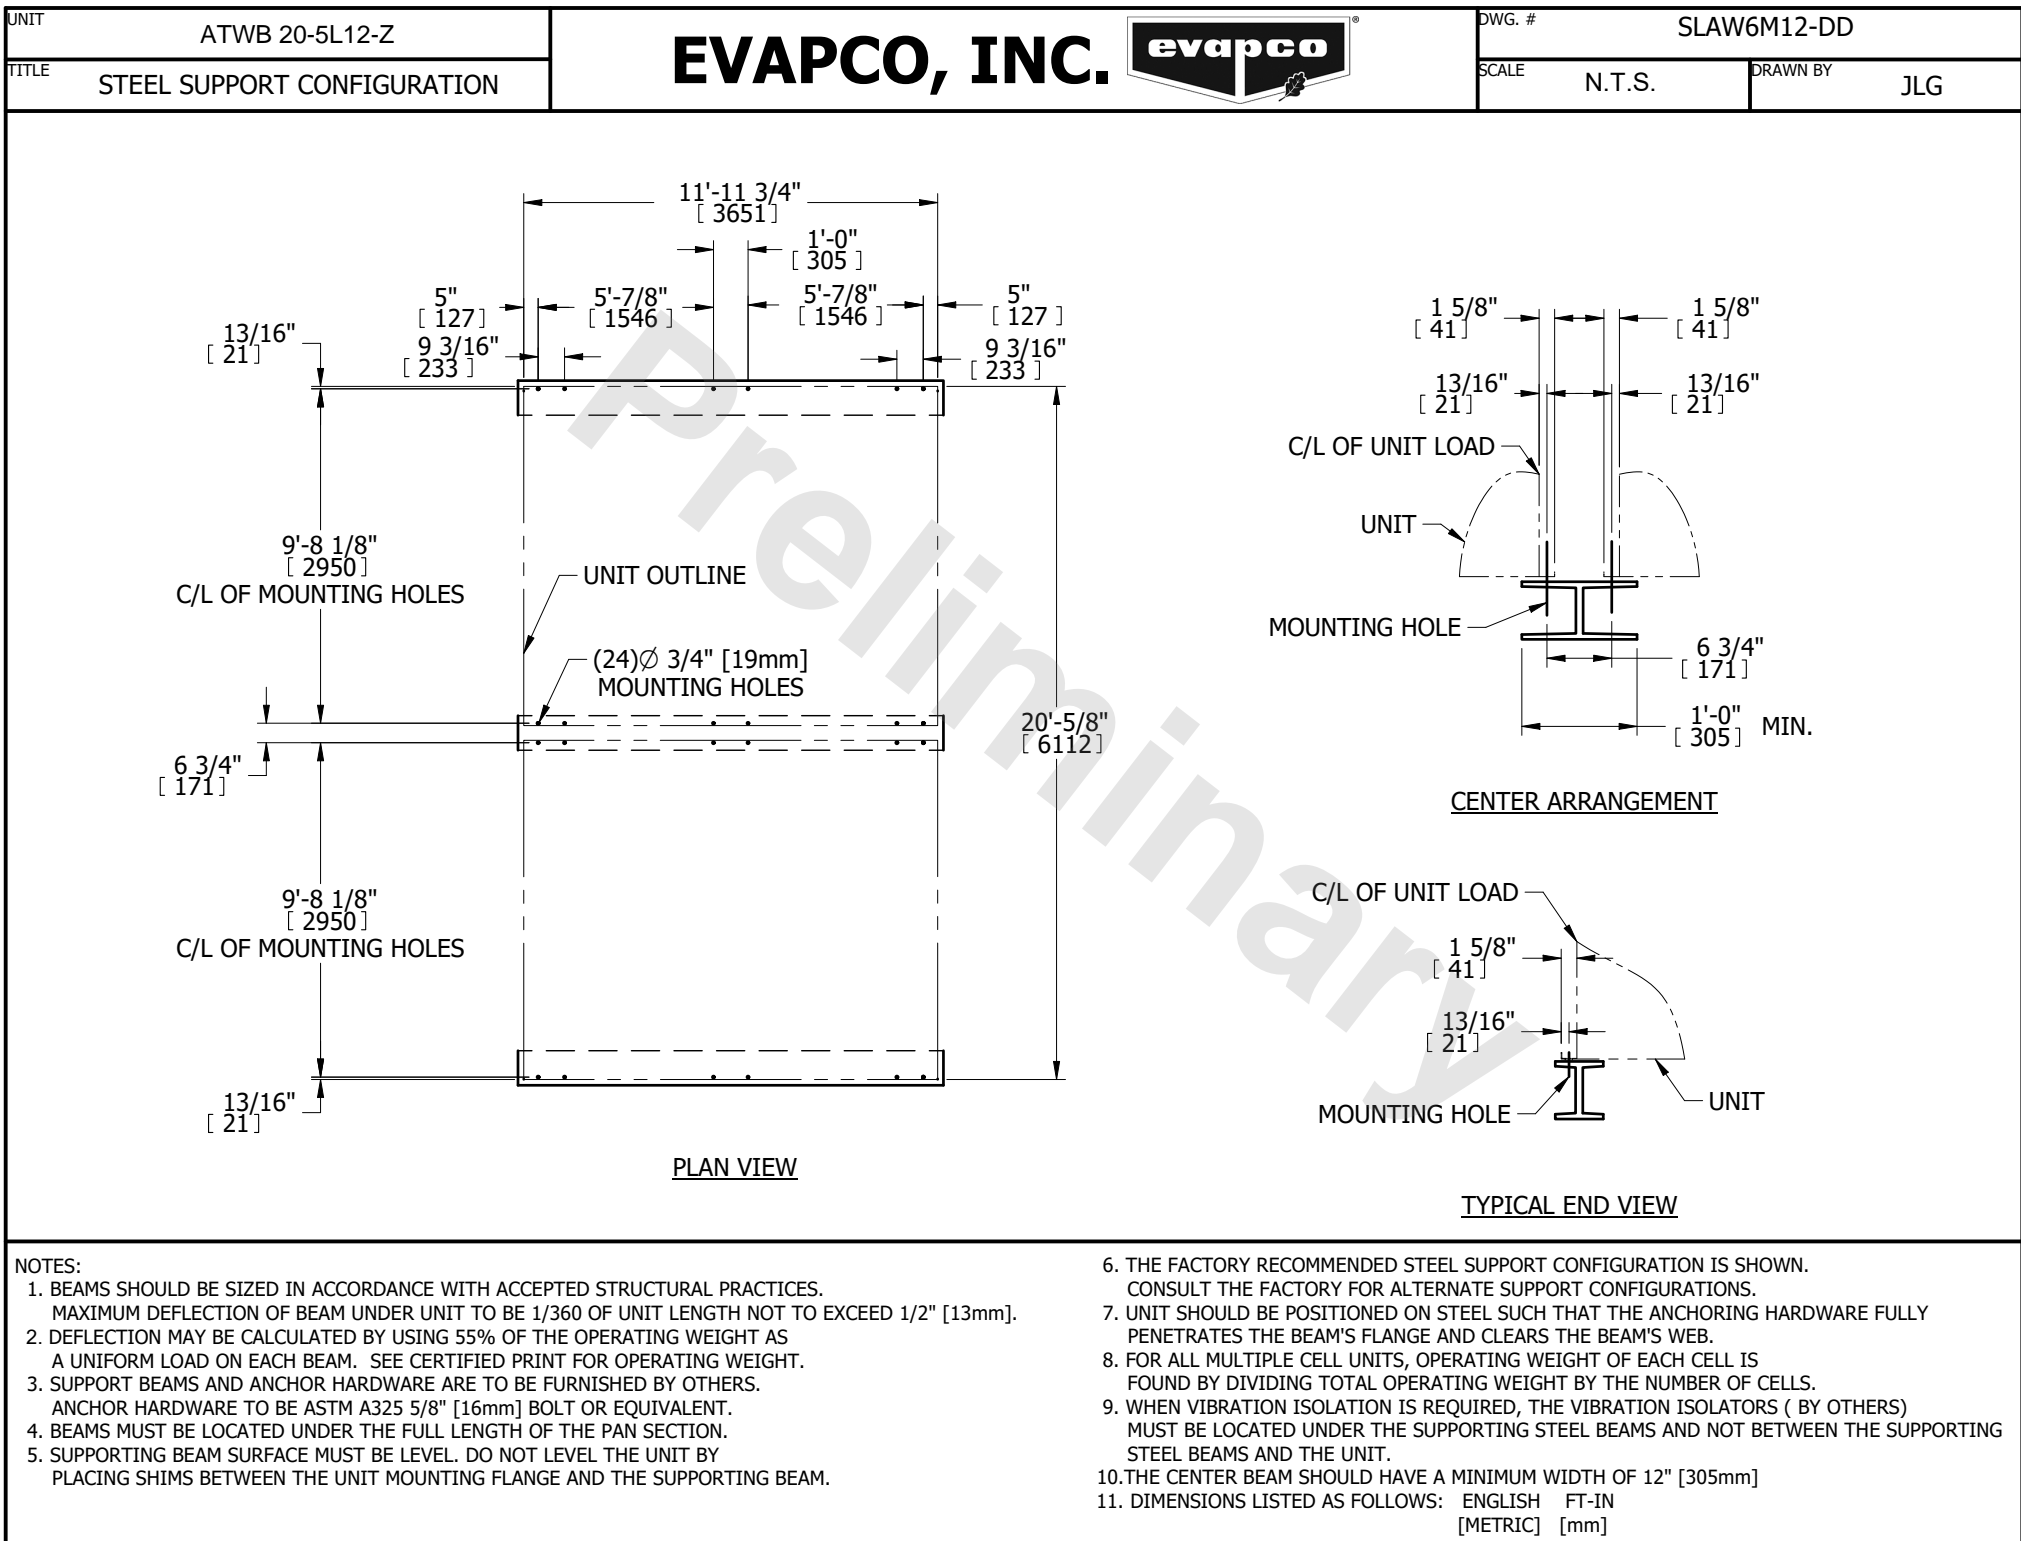 UNIT
ATWB 20-5L12-Z
TITLE
STEEL SUPPORT CONFIGURATION
EVAPCO, INC.
evapco
®
DWG. #
SLAW6M12-DD
SCALE
N.T.S.
DRAWN BY
JLG
11'-11 3/4"
[ 3651]
1'-0"
[ 305 ]
5"
[ 127]
5'-7/8"
[ 1546 ]
5'-7/8"
[ 1546 ]
5"
[ 127 ]
13/16"
[ 21]
9 3/16"
[ 233 ]
9 3/16"
[ 233 ]
9'-8 1/8"
[ 2950]
C/L OF MOUNTING HOLES
UNIT OUTLINE
(24)∅ 3/4" [19mm]
MOUNTING HOLES
6 3/4"
[ 171]
20'-5/8"
[ 6112]
9'-8 1/8"
[ 2950]
C/L OF MOUNTING HOLES
13/16"
[ 21]
PLAN VIEW
1 5/8"
[ 41]
1 5/8"
[ 41]
13/16"
[ 21]
13/16"
[ 21]
C/L OF UNIT LOAD
UNIT
MOUNTING HOLE
6 3/4"
[ 171]
1'-0"
[ 305] MIN.
CENTER ARRANGEMENT
C/L OF UNIT LOAD
1 5/8"
[ 41]
13/16"
[ 21]
MOUNTING HOLE
UNIT
TYPICAL END VIEW
Preliminary
NOTES:
1. BEAMS SHOULD BE SIZED IN ACCORDANCE WITH ACCEPTED STRUCTURAL PRACTICES.
MAXIMUM DEFLECTION OF BEAM UNDER UNIT TO BE 1/360 OF UNIT LENGTH NOT TO EXCEED 1/2" [13mm].
2. DEFLECTION MAY BE CALCULATED BY USING 55% OF THE OPERATING WEIGHT AS
A UNIFORM LOAD ON EACH BEAM. SEE CERTIFIED PRINT FOR OPERATING WEIGHT.
3. SUPPORT BEAMS AND ANCHOR HARDWARE ARE TO BE FURNISHED BY OTHERS.
ANCHOR HARDWARE TO BE ASTM A325 5/8" [16mm] BOLT OR EQUIVALENT.
4. BEAMS MUST BE LOCATED UNDER THE FULL LENGTH OF THE PAN SECTION.
5. SUPPORTING BEAM SURFACE MUST BE LEVEL. DO NOT LEVEL THE UNIT BY
PLACING SHIMS BETWEEN THE UNIT MOUNTING FLANGE AND THE SUPPORTING BEAM.
6. THE FACTORY RECOMMENDED STEEL SUPPORT CONFIGURATION IS SHOWN.
CONSULT THE FACTORY FOR ALTERNATE SUPPORT CONFIGURATIONS.
7. UNIT SHOULD BE POSITIONED ON STEEL SUCH THAT THE ANCHORING HARDWARE FULLY
PENETRATES THE BEAM'S FLANGE AND CLEARS THE BEAM'S WEB.
8. FOR ALL MULTIPLE CELL UNITS, OPERATING WEIGHT OF EACH CELL IS
FOUND BY DIVIDING TOTAL OPERATING WEIGHT BY THE NUMBER OF CELLS.
9. WHEN VIBRATION ISOLATION IS REQUIRED, THE VIBRATION ISOLATORS ( BY OTHERS)
MUST BE LOCATED UNDER THE SUPPORTING STEEL BEAMS AND NOT BETWEEN THE SUPPORTING
STEEL BEAMS AND THE UNIT.
10.THE CENTER BEAM SHOULD HAVE A MINIMUM WIDTH OF 12" [305mm]
11. DIMENSIONS LISTED AS FOLLOWS: ENGLISH FT-IN
[METRIC] [mm]